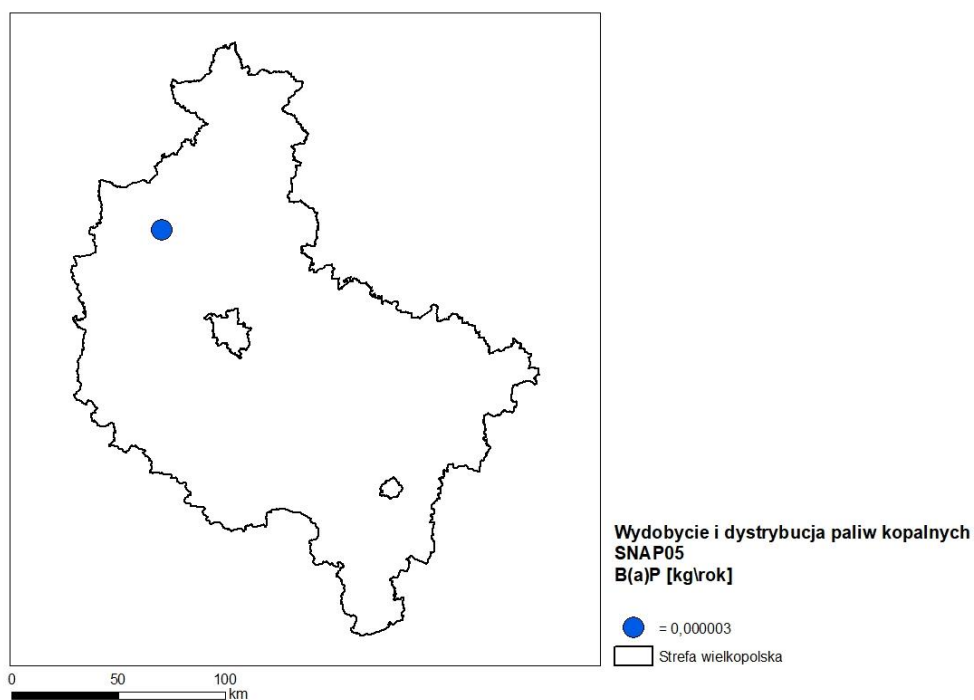 Wydobycie i dystrybucja paliw kopalnych
SNAP05
B(a)P [kg\rok]
= 0,000003
Strefa wielkopolska
0 50 100
km